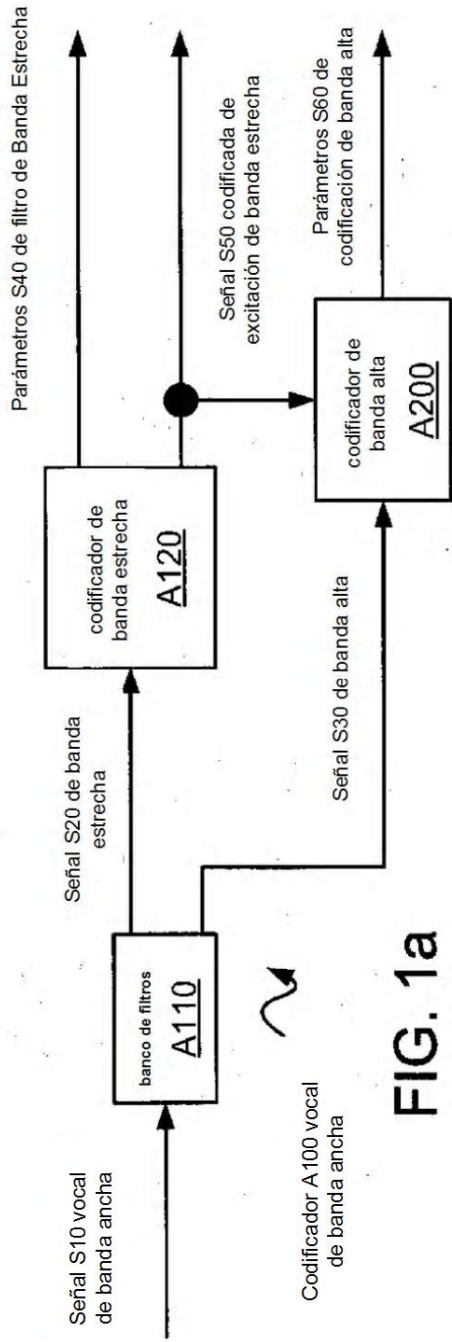 Señal S10 vocal
de banda ancha
banco de filtros
A110
Codificador A100 vocal
de banda ancha
Señal S20 de banda
estrecha
codificador de
banda estrecha
A120
Parámetros S40 de filtro de Banda Estrecha
Señal S50 codificada de
excitación de banda estrecha
Señal S30 de banda alta
codificador de
banda alta
A200
Parámetros S60 de
codificación de banda alta
FIG. 1a